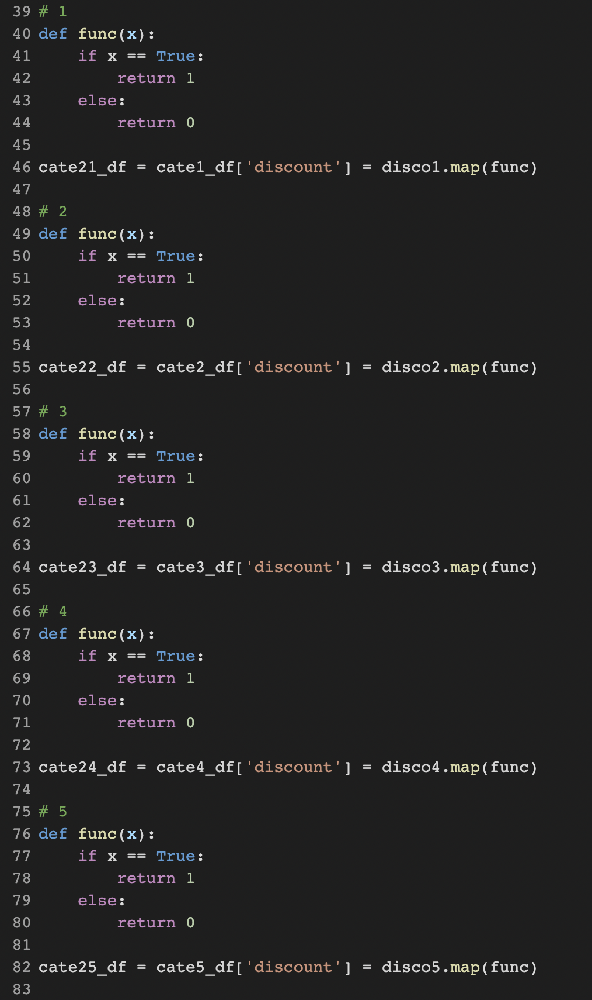 39 # 1
40 def func(x):
41     if x == True:
42         return 1
43     else:
44         return 0
45
46 cate21_df = cate1_df['discount'] = disco1.map(func)
47
48 # 2
49 def func(x):
50     if x == True:
51         return 1
52     else:
53         return 0
54
55 cate22_df = cate2_df['discount'] = disco2.map(func)
56
57 # 3
58 def func(x):
59     if x == True:
60         return 1
61     else:
62         return 0
63
64 cate23_df = cate3_df['discount'] = disco3.map(func)
65
66 # 4
67 def func(x):
68     if x == True:
69         return 1
70     else:
71         return 0
72
73 cate24_df = cate4_df['discount'] = disco4.map(func)
74
75 # 5
76 def func(x):
77     if x == True:
78         return 1
79     else:
80         return 0
81
82 cate25_df = cate5_df['discount'] = disco5.map(func)
83